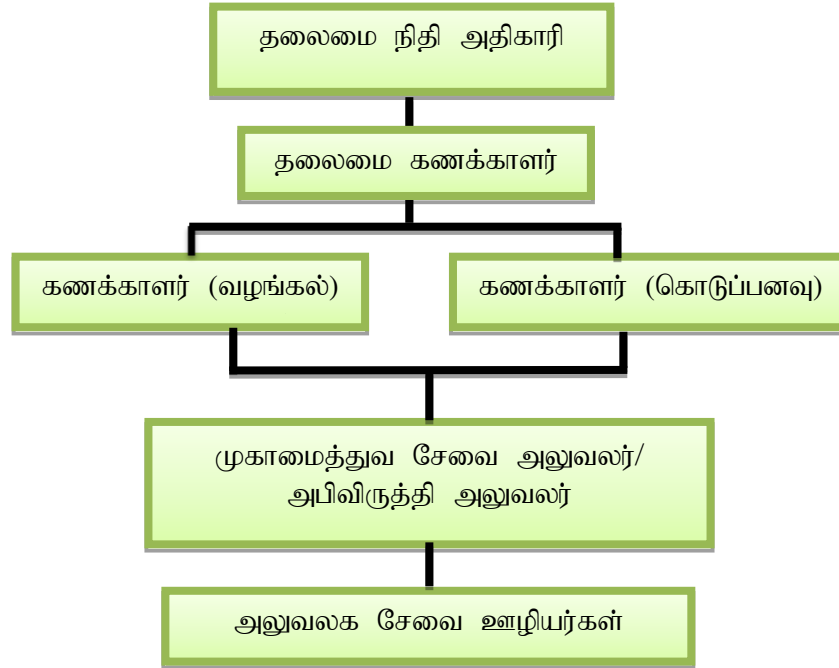 தலைமை நிதி அதிகாரி
தலைமை கணக்காளர்
கணக்காளர் (வழங்கல்)
கணக்காளர் (கொடுப்பனவு)
முகாமைத்துவ சேவை அலுவலர்/
அபிவிருத்தி அலுவலர்
அலுவலக சேவை ஊழியர்கள்